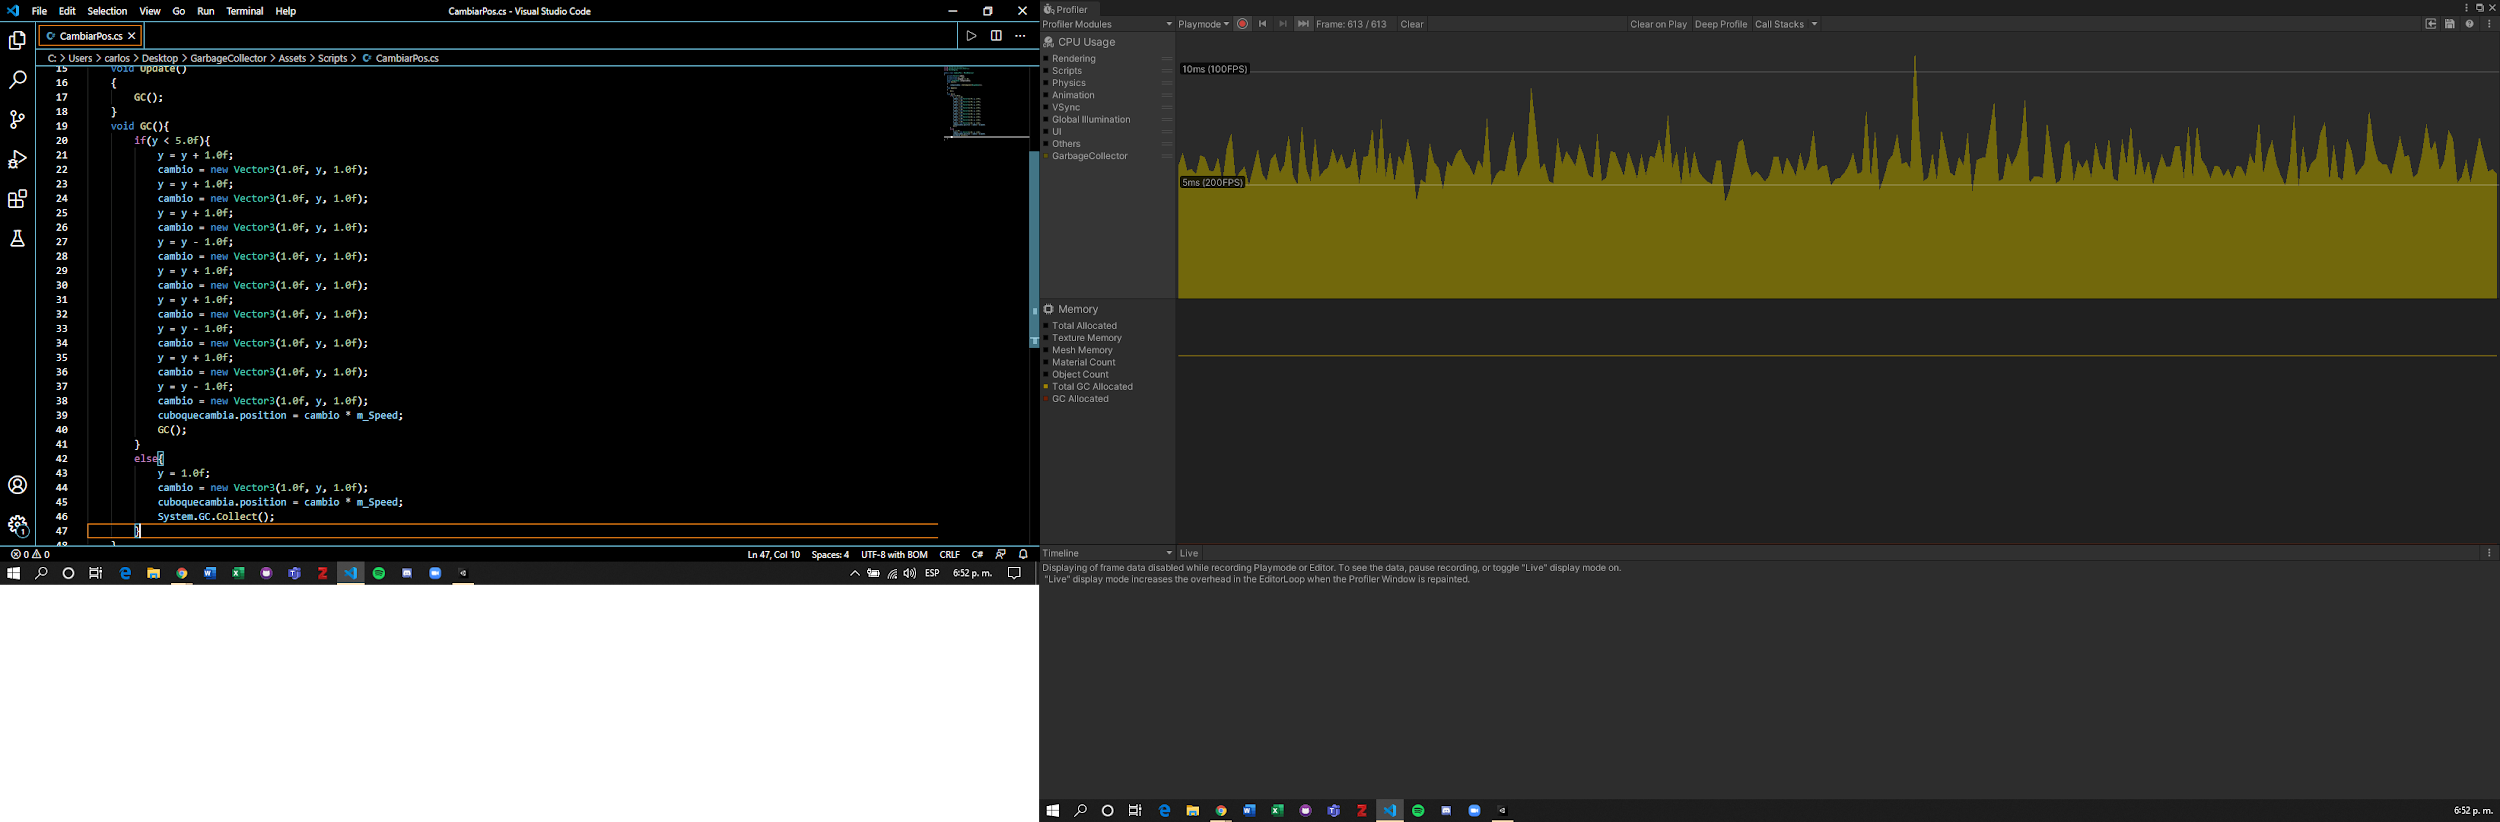 File Edit Selection View Go Run Terminal Help
CambiarPos.cs - Visual Studio Code
CambiarPos.cs
C: > Users > carlos > Desktop > GarbageCollector > Assets > Scripts > CambiarPos.cs
15 void Update()
16 {
17 GC();
18 }
19 void GC(){
20 if(y < 5.0f){
21 y = y + 1.0f;
22 cambio = new Vector3(1.0f, y, 1.0f);
23 y = y + 1.0f;
24 cambio = new Vector3(1.0f, y, 1.0f);
25 y = y + 1.0f;
26 cambio = new Vector3(1.0f, y, 1.0f);
27 y = y - 1.0f;
28 cambio = new Vector3(1.0f, y, 1.0f);
29 y = y + 1.0f;
30 cambio = new Vector3(1.0f, y, 1.0f);
31 y = y + 1.0f;
32 cambio = new Vector3(1.0f, y, 1.0f);
33 y = y - 1.0f;
34 cambio = new Vector3(1.0f, y, 1.0f);
35 y = y + 1.0f;
36 cambio = new Vector3(1.0f, y, 1.0f);
37 y = y - 1.0f;
38 cambio = new Vector3(1.0f, y, 1.0f);
39 cuboquecambia.position = cambio * m_Speed;
40 GC();
41 }
42 else{
43 y = 1.0f;
44 cambio = new Vector3(1.0f, y, 1.0f);
45 cuboquecambia.position = cambio * m_Speed;
46 System.GC.Collect();
47 }
48 }
0 0
Ln 47, Col 10 Spaces: 4 UTF-8 with BOM CRLF C#
ESP 6:52 p. m.
Profiler
Profiler Modules Playmode Frame: 613 / 613 Clear Clear on Play Deep Profile Call Stacks
CPU Usage
Rendering
Scripts
Physics
Animation
VSync
Global Illumination
UI
Others
GarbageCollector
10ms (100FPS)
5ms (200FPS)
Memory
Total Allocated
Texture Memory
Mesh Memory
Material Count
Object Count
Total GC Allocated
GC Allocated
Timeline Live
Displaying of frame data disabled while recording Playmode or Editor. To see the data, pause recording, or toggle "Live" display mode on.
"Live" display mode increases the overhead in the EditorLoop when the Profiler Window is repainted.
6:52 p. m.